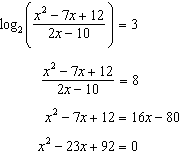 log₂((x² − 7x + 12)/(2x − 10)) = 3
(x² − 7x + 12)/(2x − 10) = 8
x² − 7x + 12 = 16x − 80
x² − 23x + 92 = 0